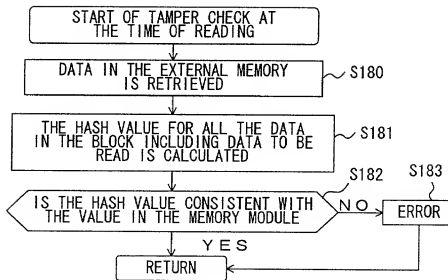 START OF TAMPER CHECK AT
THE TIME OF READING
DATA IN THE EXTERNAL MEMORY
IS RETRIEVED
S180
THE HASH VALUE FOR ALL THE DATA
IN THE BLOCK INCLUDING DATA TO BE
READ IS CALCULATED
S181
IS THE HASH VALUE CONSISTENT WITH
THE VALUE IN THE MEMORY MODULE
S182
NO
S183
ERROR
YES
RETURN